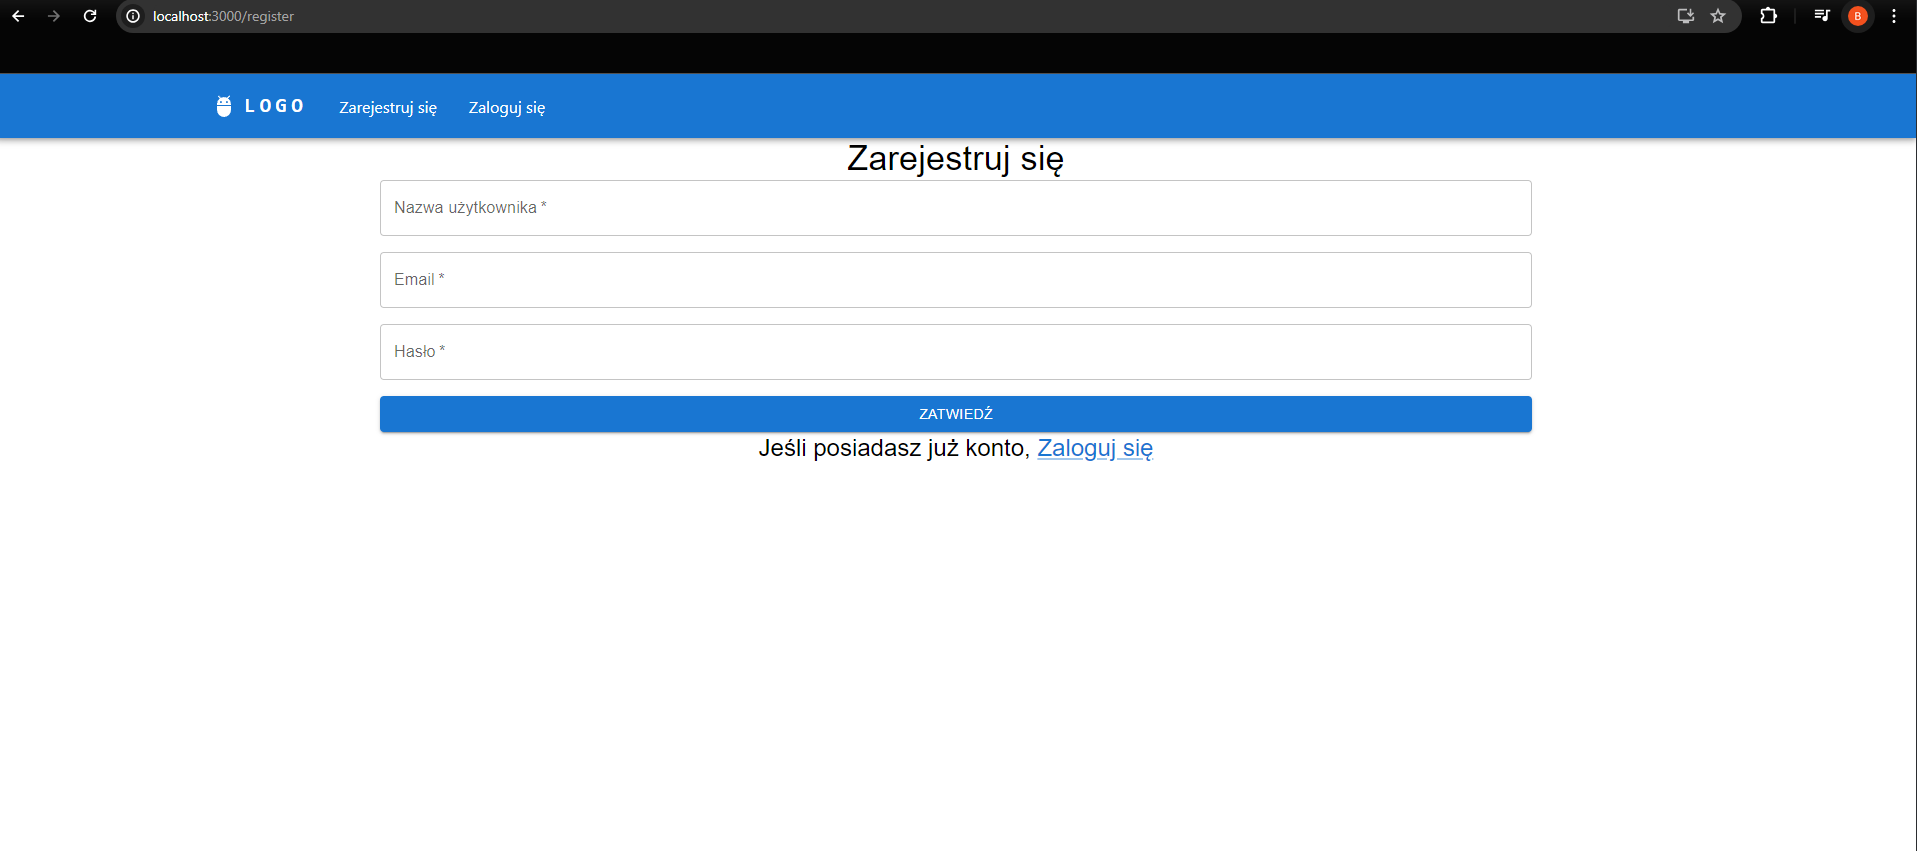 localhost:3000/register
B
LOGO Zarejestruj się Zaloguj się
Zarejestruj się
Nazwa użytkownika *
Email *
Hasło *
ZATWIEDŹ
Jeśli posiadasz już konto, Zaloguj się